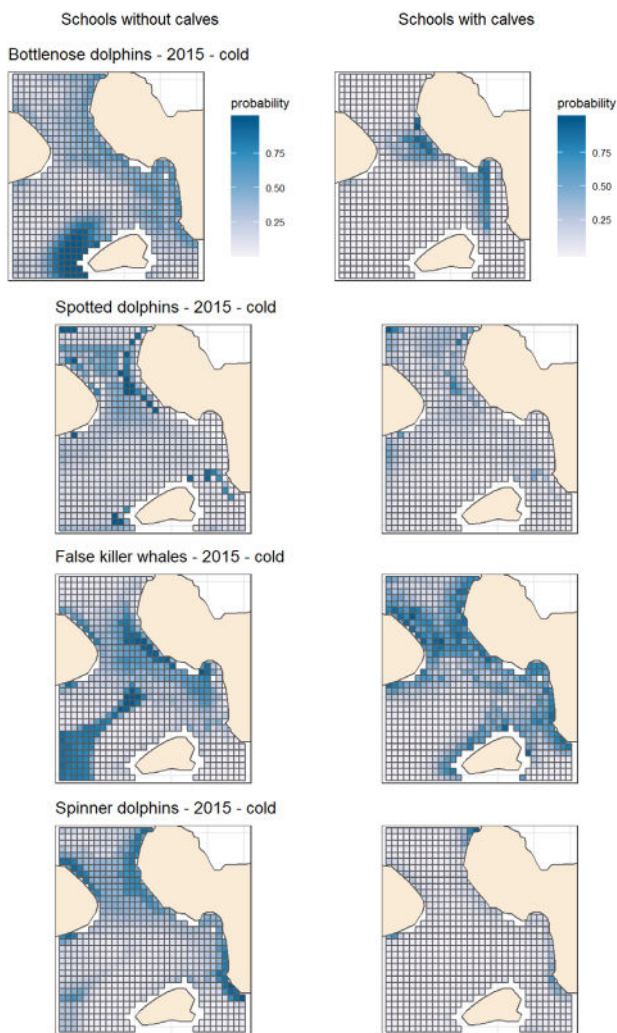 Schools without calves
Schools with calves
Bottlenose dolphins - 2015 - cold
probability
0.75
0.50
0.25
probability
0.75
0.50
0.25
Spotted dolphins - 2015 - cold
False killer whales - 2015 - cold
Spinner dolphins - 2015 - cold